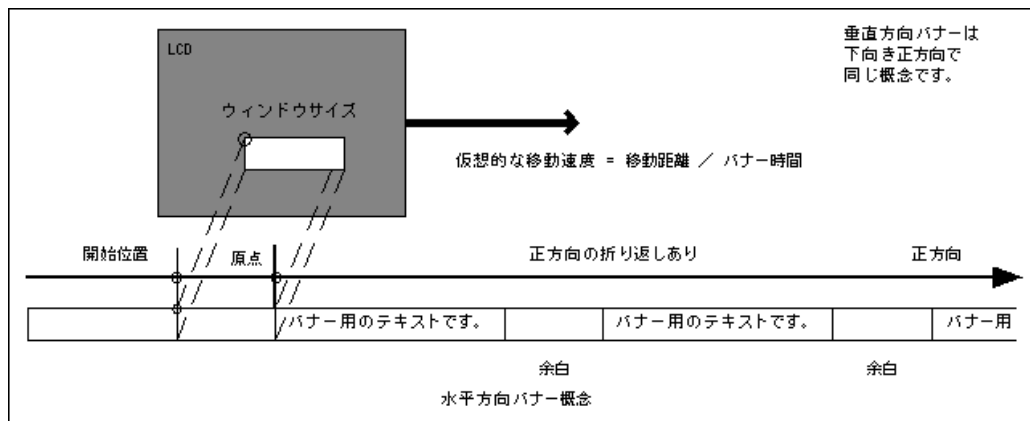 垂直方向バナーは
下向き正方向で
同じ概念です。
LCD
ウィンドウサイズ
仮想的な移動速度 = 移動距離 / バナー時間
開始位置
原点
正方向の折り返しあり
正方向
バナー用のテキストです。
バナー用のテキストです。
バナー用
余白
余白
水平方向バナー概念